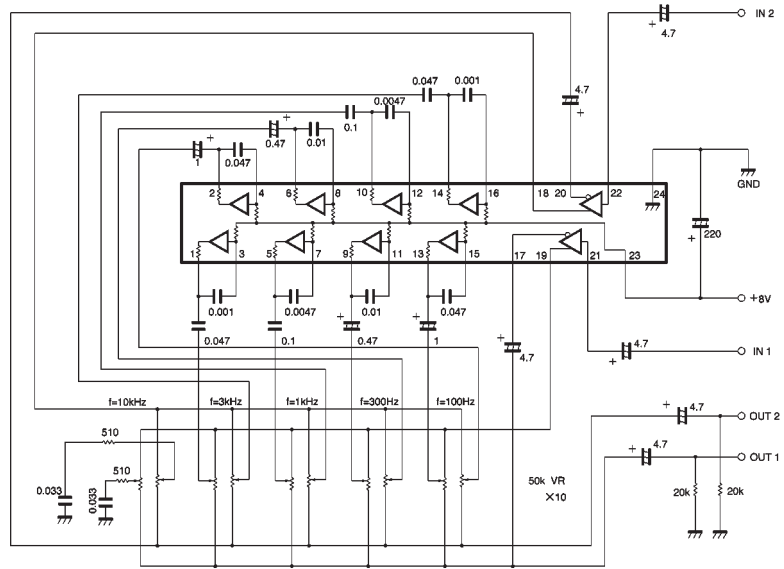 + 4.7 IN 2
4.7 +
0.047 0.001
0.1 0.0047
+ 0.47 0.01
+ 1 0.047
2 4 6 8 10 12 14 16 18 20 22 24
GND
+ 220
1 3 5 7 9 11 13 15 17 19 21 23
0.001 0.0047 + 0.01 + 0.047
+8V
0.047 0.1 0.47 1
+ 4.7
4.7 + IN 1
f=10kHz f=3kHz f=1kHz f=300Hz f=100Hz
+ 4.7 OUT 2
510
+ 4.7 OUT 1
510
0.033 0.033
50k VR
×10
20k 20k